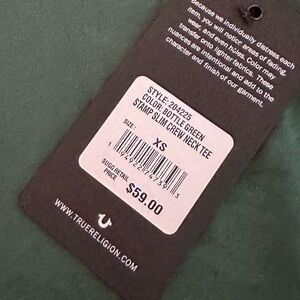 because we individually distress each
item, you will notice areas of fading,
wear, and even holes. Color may
transfer onto lighter fabrics. These
nuances are intentional and add to the
character and finish of our garment.
STYLE: 204225
COLOR: BOTTLE GREEN
STAMP SLIM CREW NECK TEE
SIZE:
XS
SUGG RETAIL
PRICE
$59.00
WWW.TRUERELIGION.COM